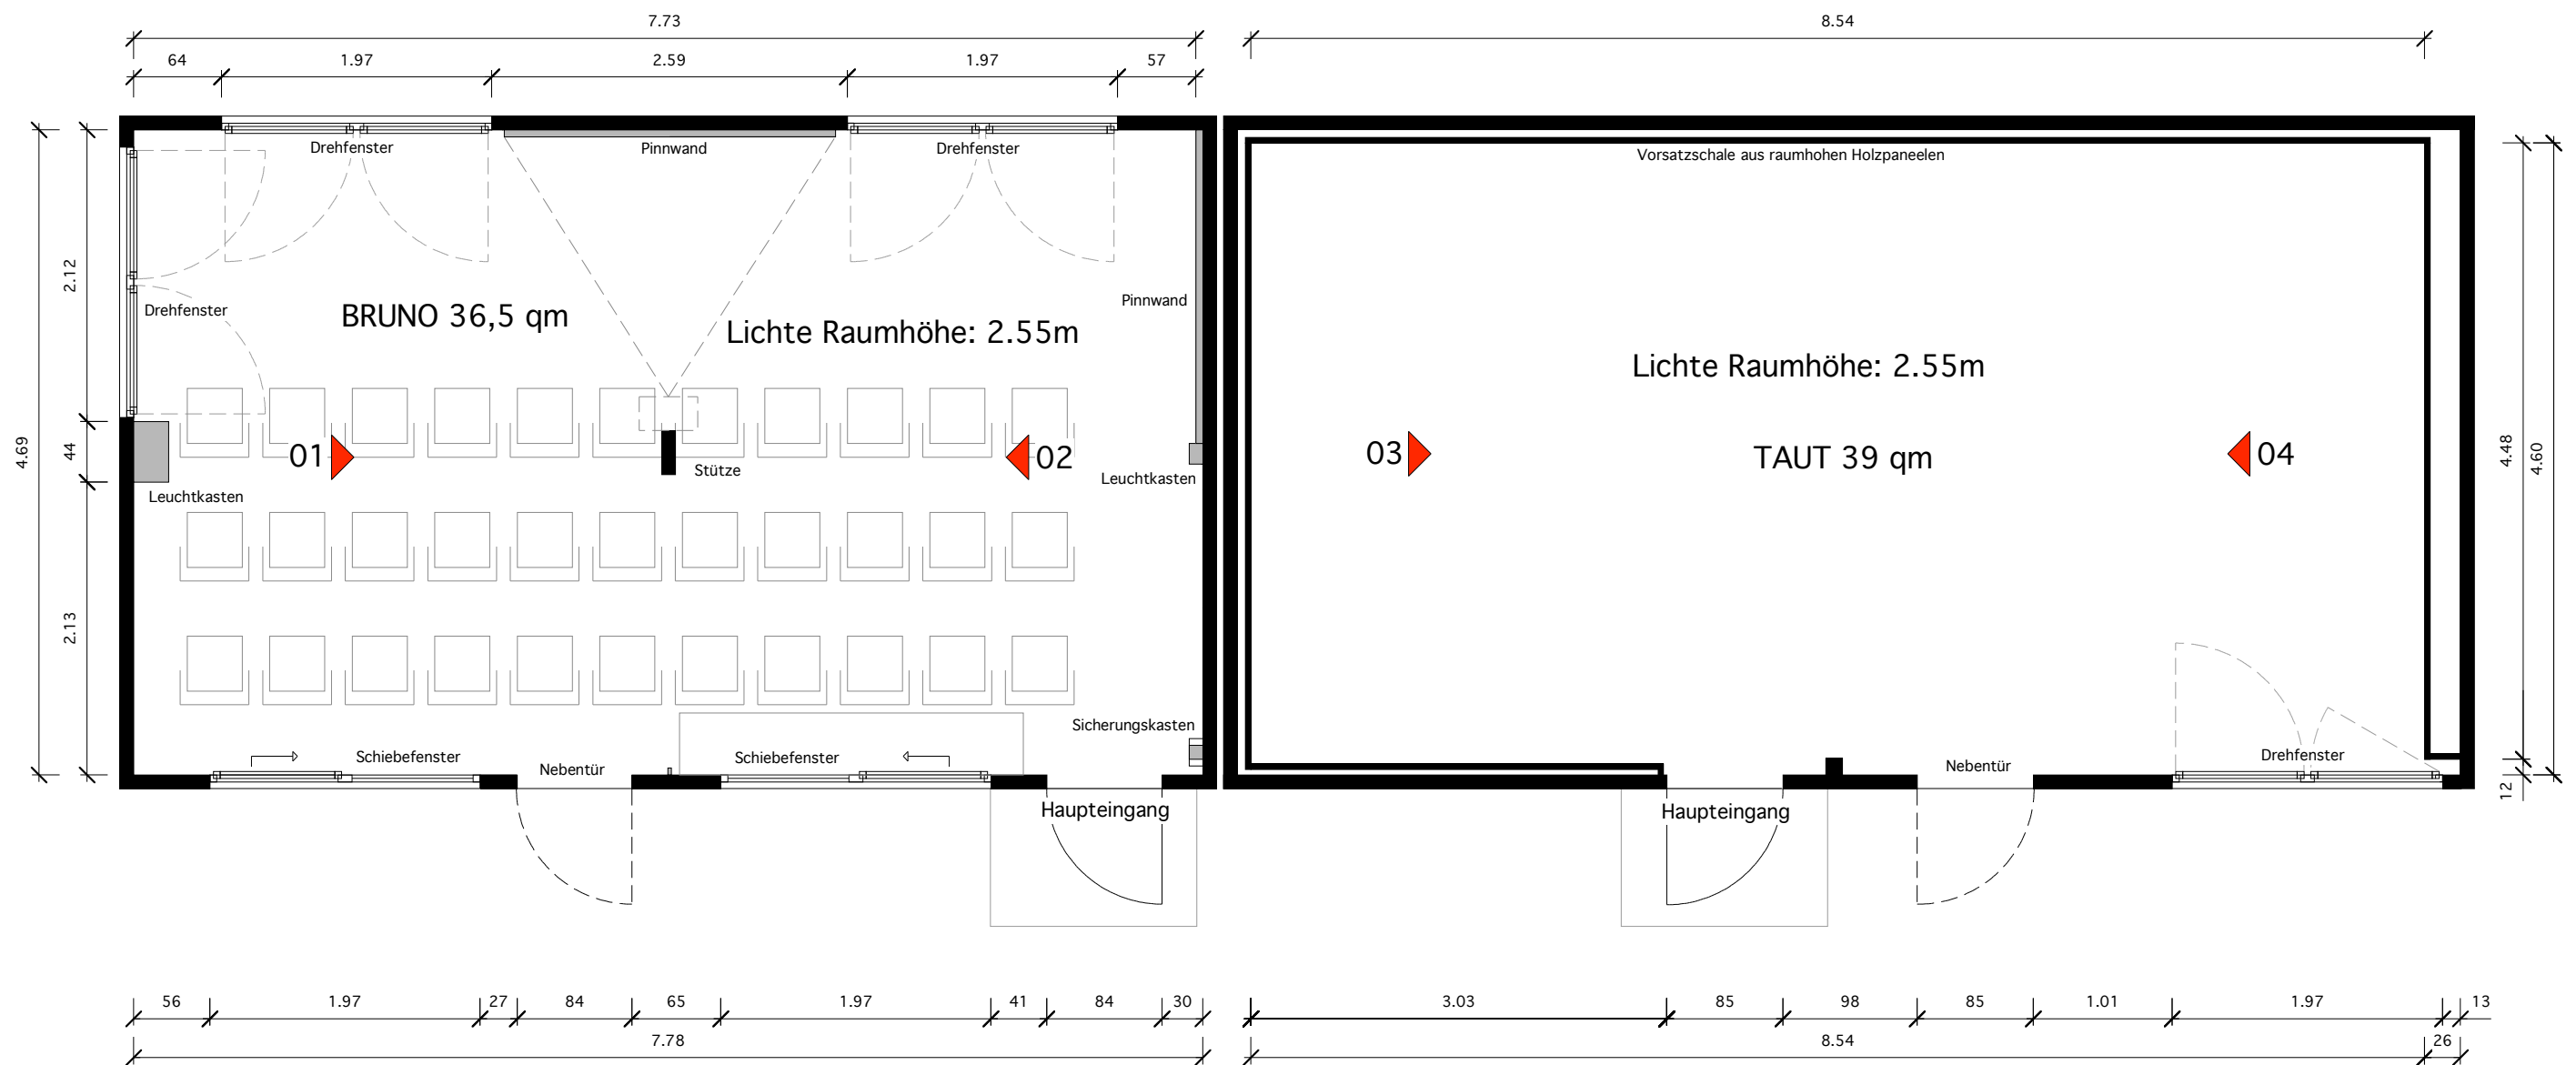 7.73
8.54
64
1.97
2.59
1.97
57
Drehfenster
Pinnwand
Drehfenster
Vorsatzschale aus raumhohen Holzpaneelen
2.12
Drehfenster
BRUNO 36,5 qm
Lichte Raumhöhe: 2.55m
Pinnwand
Lichte Raumhöhe: 2.55m
4.69
44
01
02
03
TAUT 39 qm
04
4.48
4.60
Stütze
Leuchtkasten
Leuchtkasten
2.13
Sicherungskasten
Schiebefenster
Schiebefenster
Nebentür
Nebentür
Drehfenster
12
Haupteingang
Haupteingang
56
1.97
27
84
65
1.97
41
84
30
3.03
85
98
85
1.01
1.97
13
7.78
8.54
26